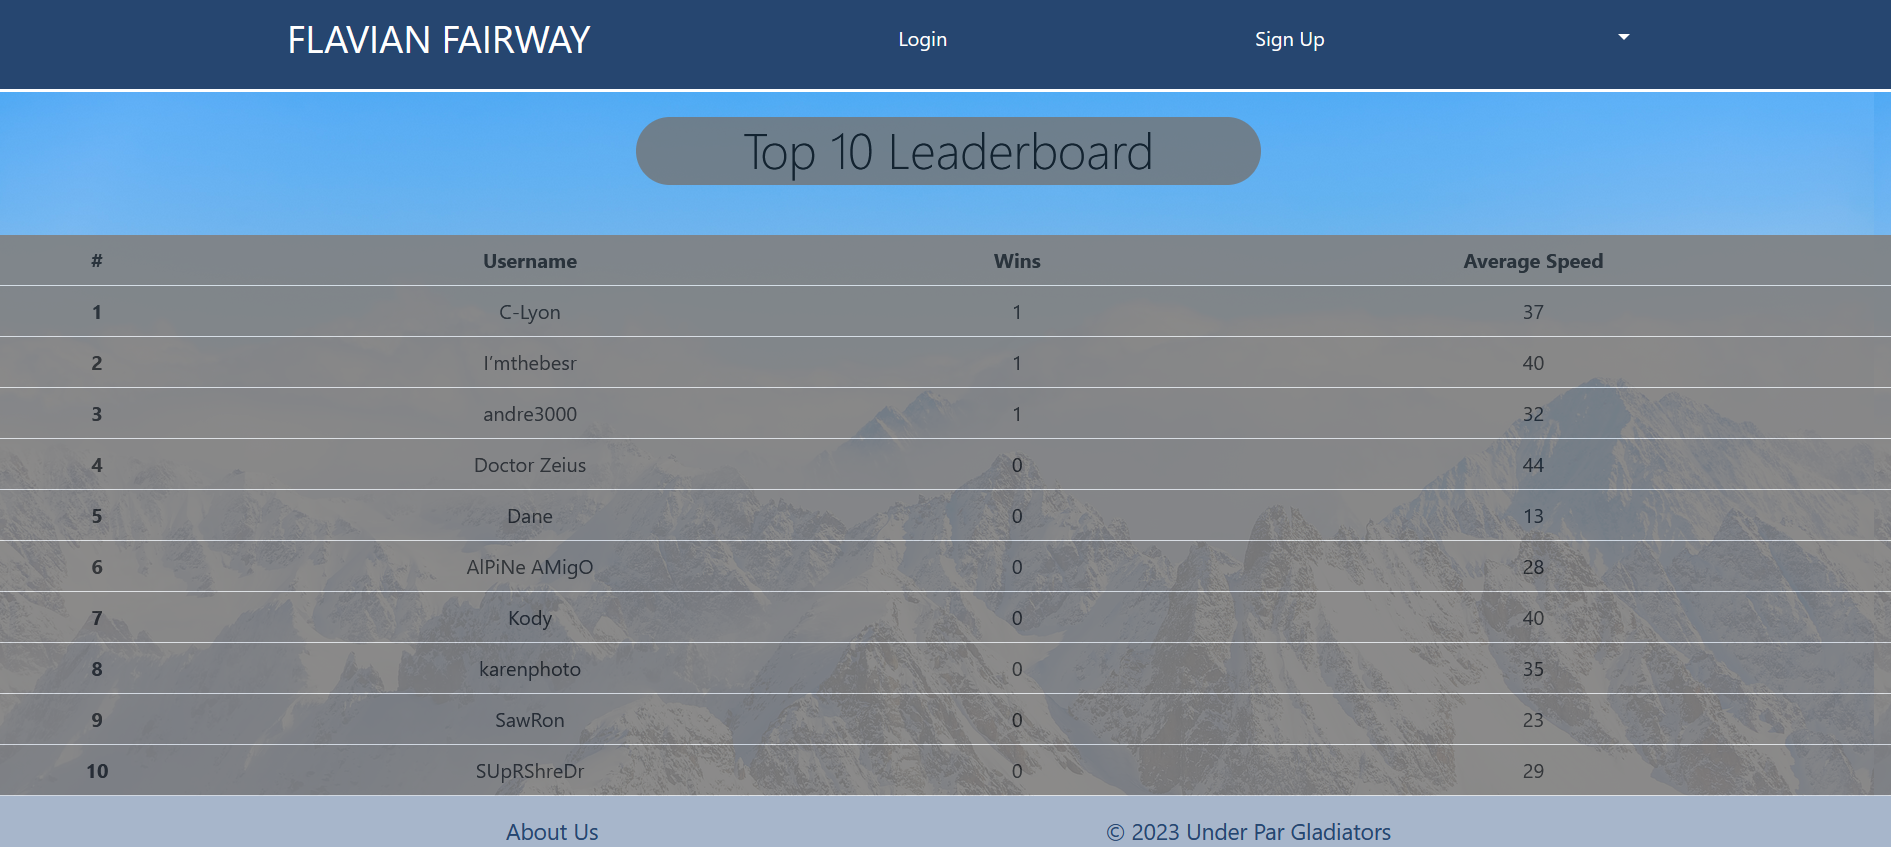 FLAVIAN FAIRWAY Login Sign Up
Top 10 Leaderboard
# Username Wins Average Speed
1 C-Lyon 1 37
2 I'mthebesr 1 40
3 andre3000 1 32
4 Doctor Zeius 0 44
5 Dane 0 13
6 AlPiNe AMigO 0 28
7 Kody 0 40
8 karenphoto 0 35
9 SawRon 0 23
10 SUpRShreDr 0 29
About Us © 2023 Under Par Gladiators